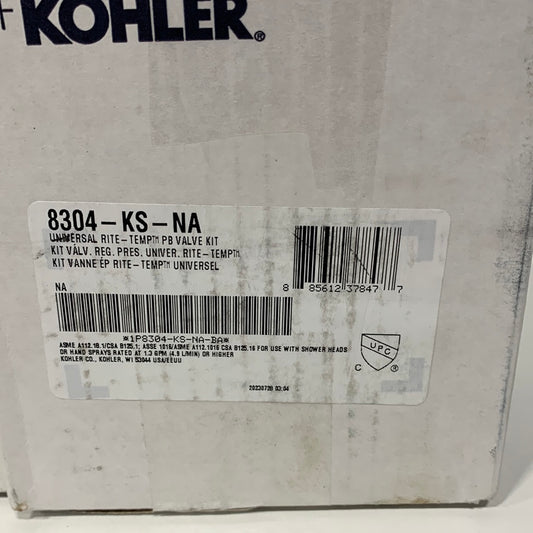 KOHLER®
8304-KS-NA
UNIVERSAL RITE-TEMP™ PB VALVE KIT
KIT VÁLV. REG. PRES. UNIVER. RITE-TEMP™
KIT VANNE ÉP RITE-TEMP™ UNIVERSEL
8 85612 37847 7
NA
*1P8304-KS-NA-BA*
ASME A112.18.1/CSA B125.1; ASSE 1016/ASME A112.1016 CSA B125.16 FOR USE WITH SHOWER HEADS
OR HAND SPRAYS RATED AT 1.3 GPM (4.9 L/MIN) OR HIGHER
KOHLER CO., KOHLER, WI 53044 USA/EEUU
UPC
C ®
20230728 03:04